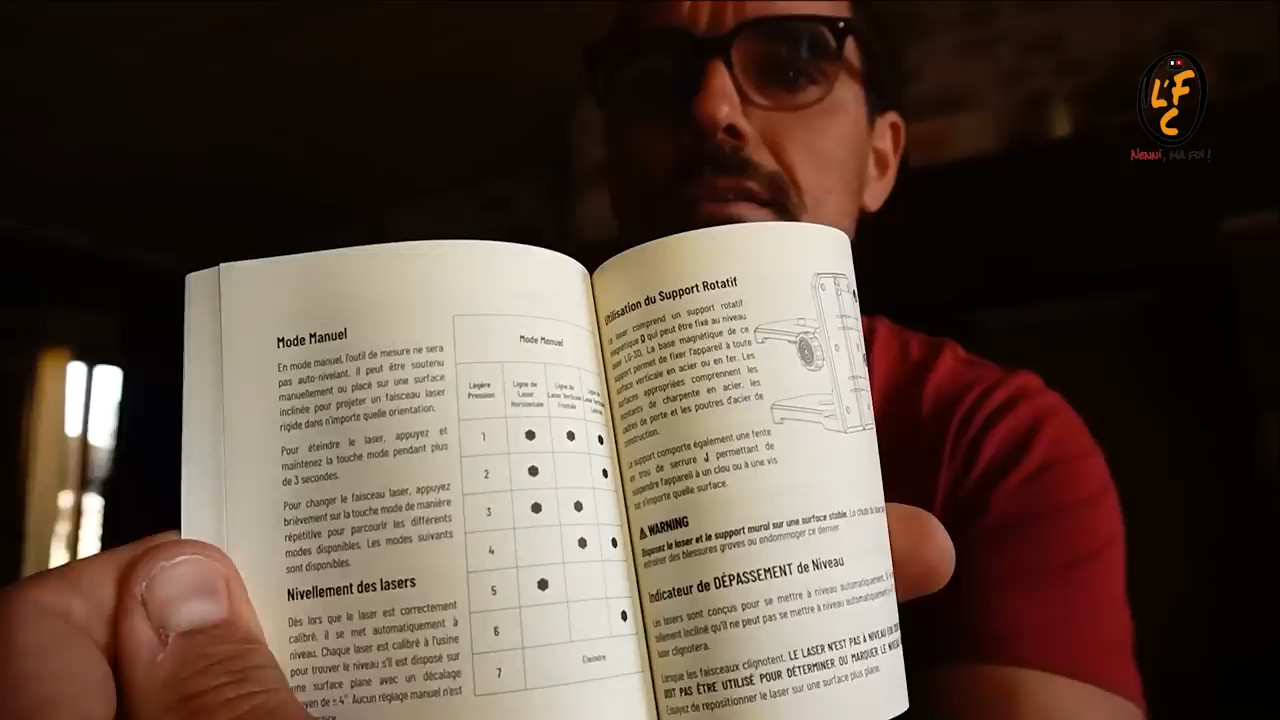 Mode Manuel
En mode manuel, l'outil de mesure ne sera
pas auto-nivelant. Il peut être soutenu
manuellement ou placé sur une surface
inclinée pour projeter un faisceau laser
rigide dans n'importe quelle orientation.
Pour éteindre le laser, appuyez et
maintenez la touche mode pendant plus
de 3 secondes.
Pour changer le faisceau laser, appuyez
brièvement sur la touche mode de manière
répétitive pour parcourir les différents
modes disponibles. Les modes suivants
sont disponibles.
Nivellement des lasers
Dès lors que le laser est correctement
calibré, il se met automatiquement à
niveau. Chaque laser est calibré à l'usine
pour trouver le niveau s'il est disposé sur
une surface plane avec un décalage
de ± 4° Aucun réglage manuel n'est
Mode Manuel
Légère Pression
Ligne de Laser Horizontale
Ligne de Laser Verticale Frontale
Laser
1
2
3
4
5
6
7 Éteindre
Utilisation du Support Rotatif
Le laser comprend un support rotatif
magnétique D qui peut être fixé au niveau
laser LG-3D. La base magnétique de ce
support permet de fixer l'appareil à toute
surface verticale en acier ou en fer. Les
surfaces appropriées comprennent les
montants de charpente en acier, les
cadres de porte et les poutres d'acier de
construction.
Le support comporte également une fente
en trou de serrure J permettant de
suspendre l'appareil à un clou ou à une vis
sur n'importe quelle surface.
WARNING
Disposez le laser et le support mural sur une surface stable. La chute
entraîner des blessures graves ou endommager ce dernier.
Indicateur de DÉPASSEMENT de Niveau
Les lasers sont conçus pour se mettre à niveau automatiquement.
tellement incliné qu'il ne peut pas se mettre à niveau automatiquement
laser clignotera.
Lorsque les faisceaux clignotent, LE LASER N'EST PAS À NIVEAU
DOIT PAS ÊTRE UTILISÉ POUR DÉTERMINER OU MARQUER LE
Essayez de repositionner le laser sur une surface plus plane.
L'F
C
NENNI, MA FOI !